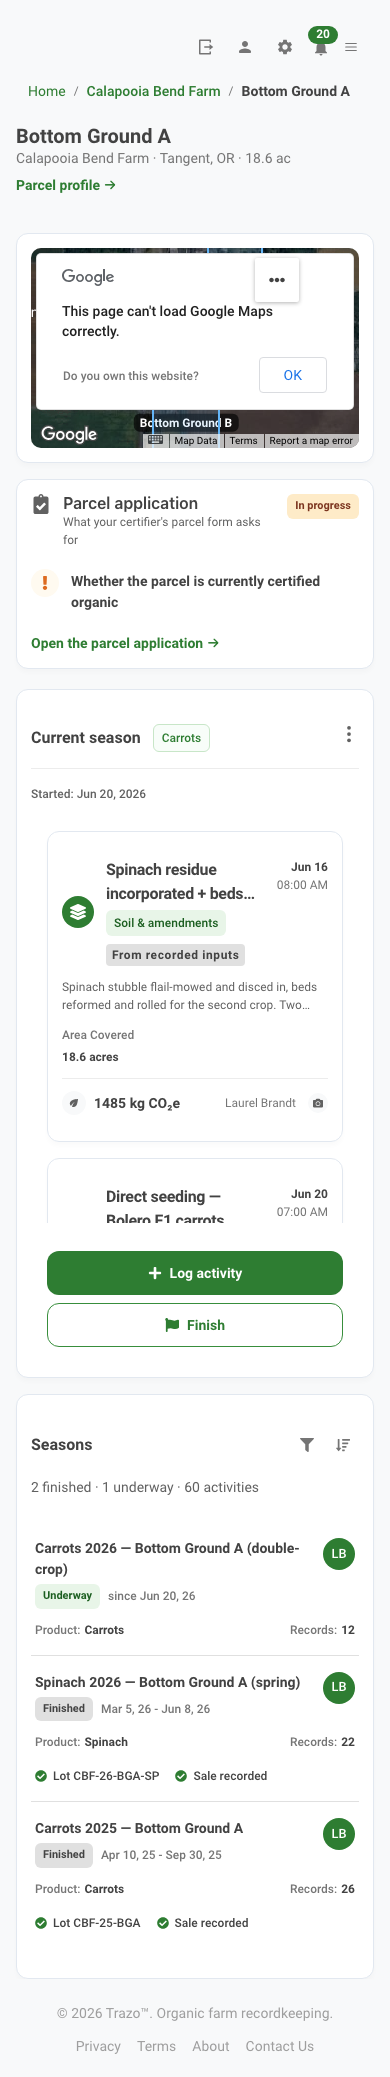 20
Home / Calapooia Bend Farm / Bottom Ground A
Bottom Ground A
Calapooia Bend Farm · Tangent, OR · 18.6 ac
Parcel profile →
Google
This page can't load Google Maps
correctly.
Do you own this website?
OK
Bottom Ground B
Google
Map Data
Terms
Report a map error
Parcel application
In progress
What your certifier's parcel form asks
for
Whether the parcel is currently certified
organic
Open the parcel application →
Current season
Carrots
Started: Jun 20, 2026
Spinach residue
incorporated + beds…
Jun 16
08:00 AM
Soil & amendments
From recorded inputs
Spinach stubble flail-mowed and disced in, beds
reformed and rolled for the second crop. Two…
Area Covered
18.6 acres
1485 kg CO₂e
Laurel Brandt
Direct seeding —
Bolero F1 carrots
Jun 20
07:00 AM
Log activity
Finish
Seasons
2 finished · 1 underway · 60 activities
Carrots 2026 — Bottom Ground A (double-
crop)
LB
Underway since Jun 20, 26
Product: Carrots
Records: 12
Spinach 2026 — Bottom Ground A (spring)
LB
Finished Mar 5, 26 - Jun 8, 26
Product: Spinach
Records: 22
Lot CBF-26-BGA-SP
Sale recorded
Carrots 2025 — Bottom Ground A
LB
Finished Apr 10, 25 - Sep 30, 25
Product: Carrots
Records: 26
Lot CBF-25-BGA
Sale recorded
© 2026 Trazo™. Organic farm recordkeeping.
Privacy Terms About Contact Us